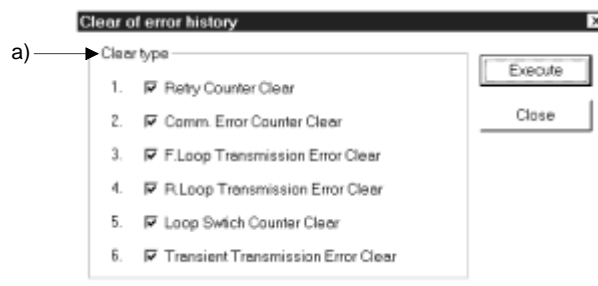 Clear of error history
a)
Clear type
Execute
1. Retry Counter Clear
Close
2. Comm. Error Counter Clear
3. F.Loop Transmission Error Clear
4. R.Loop Transmission Error Clear
5. Loop Swtich Counter Clear
6. Transient Transmission Error Clear